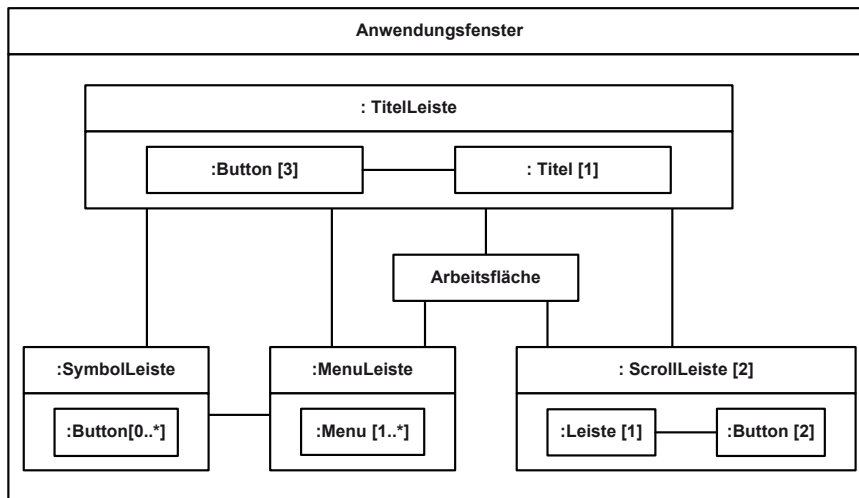 Anwendungsfenster
: TitelLeiste
:Button [3]
: Titel [1]
Arbeitsfläche
:SymbolLeiste
:MenuLeiste
: ScrollLeiste [2]
:Button[0..*]
:Menu [1..*]
:Leiste [1]
:Button [2]